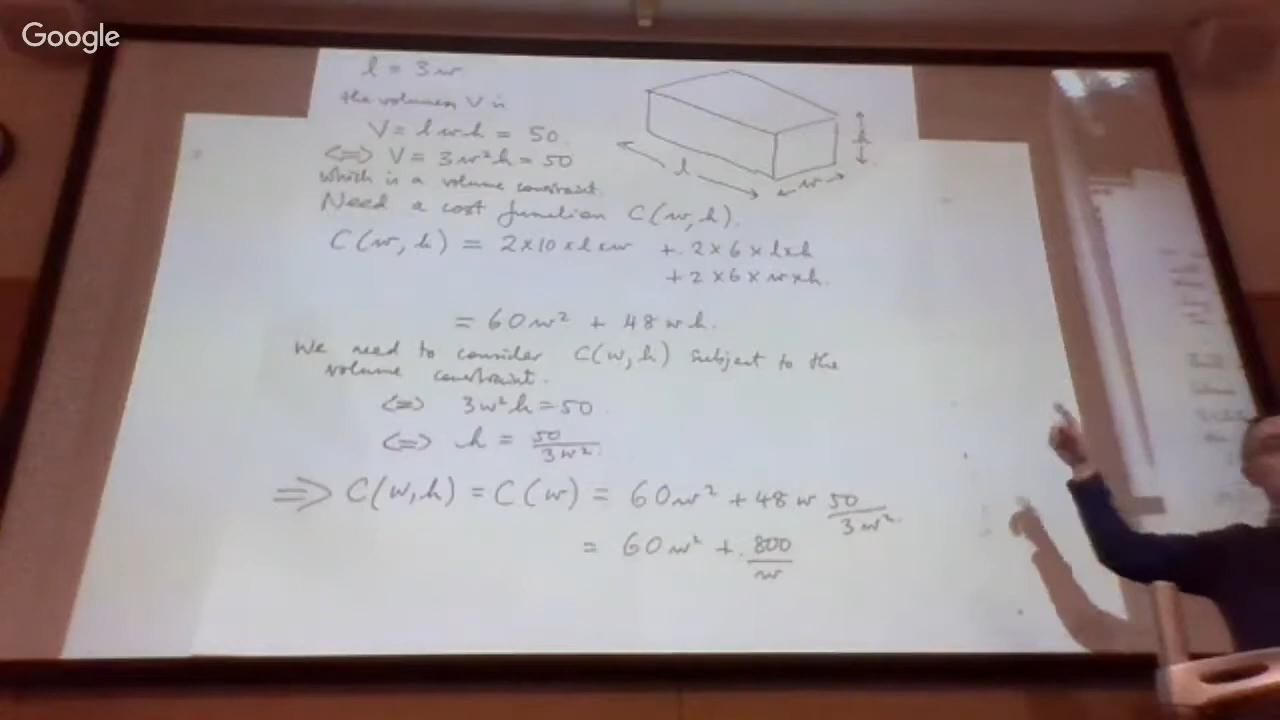 Google
l = 3w
the volumes V is
V = l w h = 50
<=> V = 3w²h = 50
which is a volume constraint.
Need a cost function C(w,h).
C(w,h) = 2×10×l×w + 2×6×l×h
+ 2×6×w×h.
= 60w² + 48wh.
We need to consider C(w,h) subject to the
volume constraint.
<=> 3w²h = 50
<=> h = 50/3w²
=> C(w,h) = C(w) = 60w² + 48w 50/3w².
= 60w² + 800/w
h
l
w